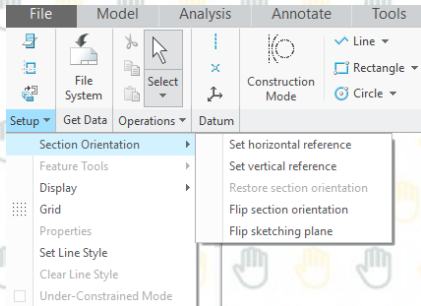 File Model Analysis Annotate Tools
File System
Select
Construction Mode
Line
Rectangle
Circle
Setup Get Data Operations Datum
Section Orientation
Feature Tools
Display
Grid
Properties
Set Line Style
Clear Line Style
Under-Constrained Mode
Set horizontal reference
Set vertical reference
Restore section orientation
Flip section orientation
Flip sketching plane